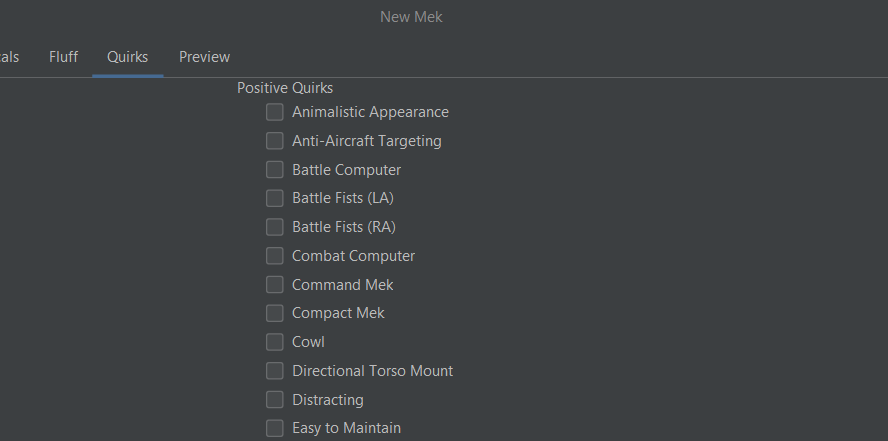 New Mek
als Fluff Quirks Preview
Positive Quirks
Animalistic Appearance
Anti-Aircraft Targeting
Battle Computer
Battle Fists (LA)
Battle Fists (RA)
Combat Computer
Command Mek
Compact Mek
Cowl
Directional Torso Mount
Distracting
Easy to Maintain